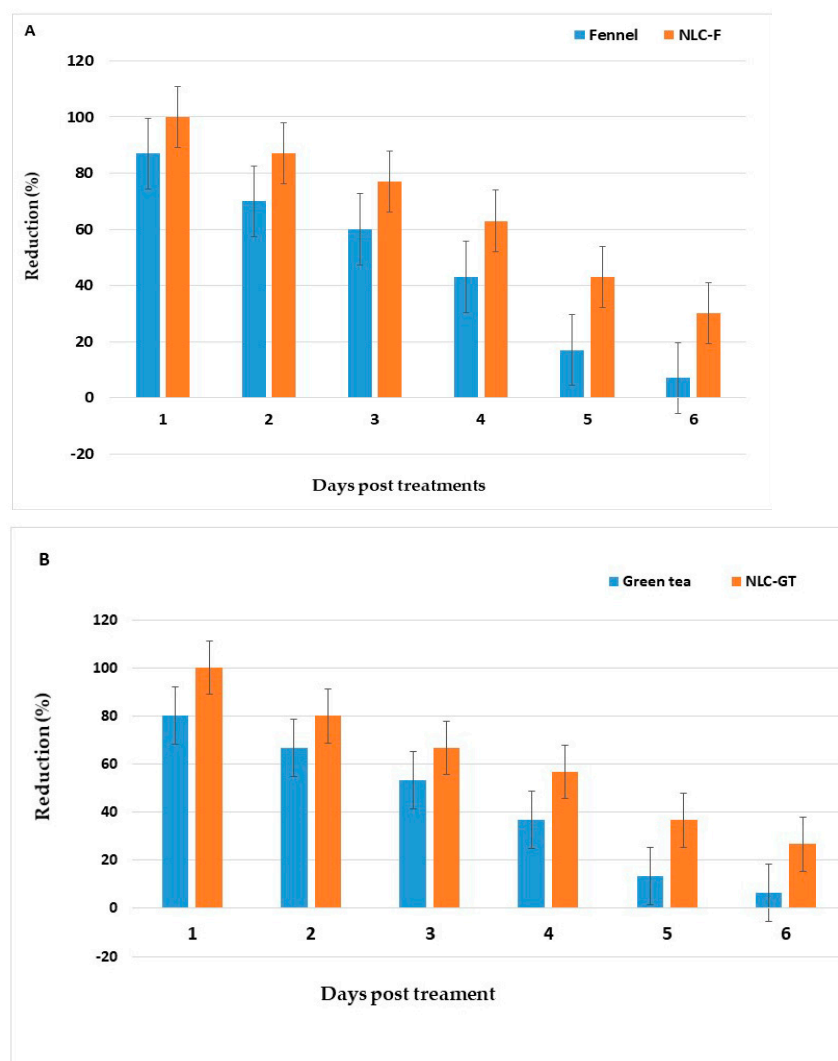 A
Fennel NLC-F
120
100
80
60
40
20
0
-20
Reduction (%)
1 2 3 4 5 6
Days post treatments
B
Green tea NLC-GT
120
100
80
60
40
20
0
-20
Reduction (%)
1 2 3 4 5 6
Days post treament